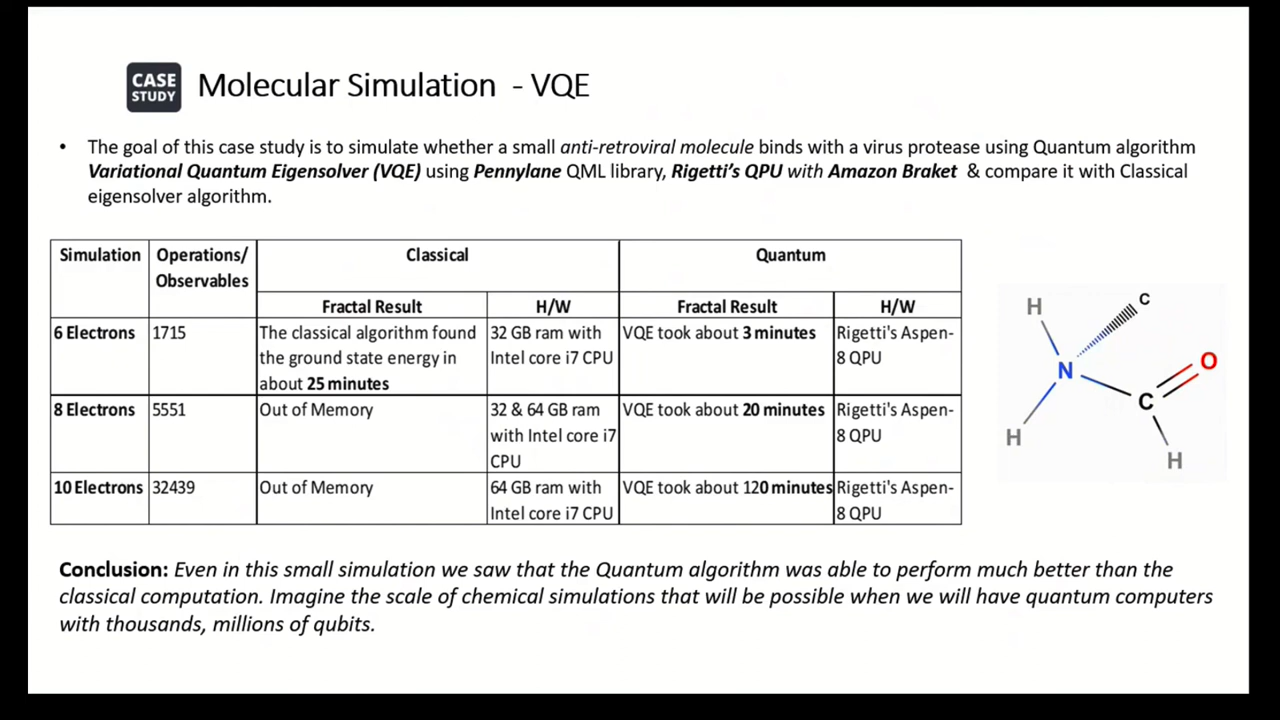 CASE
STUDY
Molecular Simulation - VQE
• The goal of this case study is to simulate whether a small anti-retroviral molecule binds with a virus protease using Quantum algorithm
Variational Quantum Eigensolver (VQE) using Pennylane QML library, Rigetti's QPU with Amazon Braket & compare it with Classical
eigensolver algorithm.
Simulation Operations/ Classical Quantum
Observables
Fractal Result H/W Fractal Result H/W
6 Electrons 1715 The classical algorithm found 32 GB ram with VQE took about 3 minutes Rigetti's Aspen-
the ground state energy in Intel core i7 CPU 8 QPU
about 25 minutes
8 Electrons 5551 Out of Memory 32 & 64 GB ram VQE took about 20 minutes Rigetti's Aspen-
with Intel core i7 8 QPU
CPU
10 Electrons 32439 Out of Memory 64 GB ram with VQE took about 120 minutes Rigetti's Aspen-
Intel core i7 CPU 8 QPU
H C
N O
C
H H
Conclusion: Even in this small simulation we saw that the Quantum algorithm was able to perform much better than the
classical computation. Imagine the scale of chemical simulations that will be possible when we will have quantum computers
with thousands, millions of qubits.